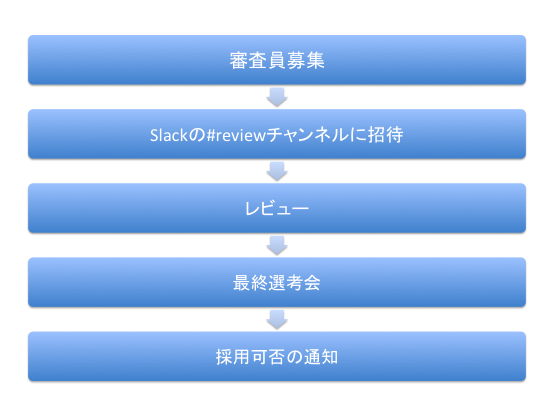 審査員募集
Slackの#reviewチャンネルに招待
レビュー
最終選考会
採用可否の通知